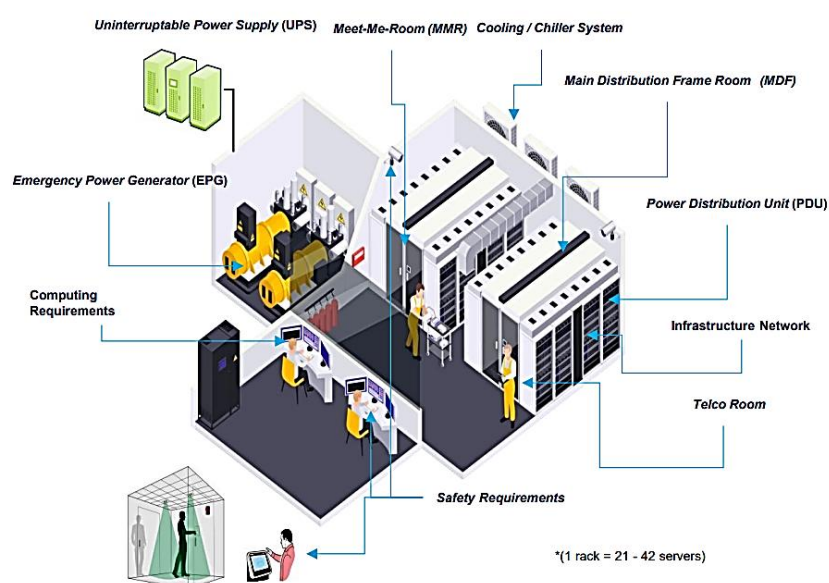 Uninterruptable Power Supply (UPS)
Meet-Me-Room (MMR)
Cooling / Chiller System
Main Distribution Frame Room (MDF)
Emergency Power Generator (EPG)
Power Distribution Unit (PDU)
Computing
Requirements
Infrastructure Network
Telco Room
Safety Requirements
*(1 rack = 21 - 42 servers)